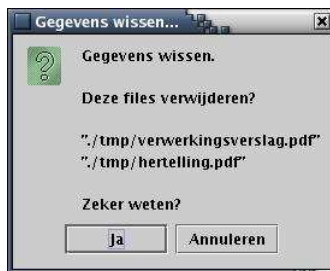 Gegevens wissen...
Gegevens wissen.
Deze files verwijderen?
"./tmp/verwerkingsverslag.pdf"
"./tmp/hertelling.pdf"
Zeker weten?
Ja
Annuleren